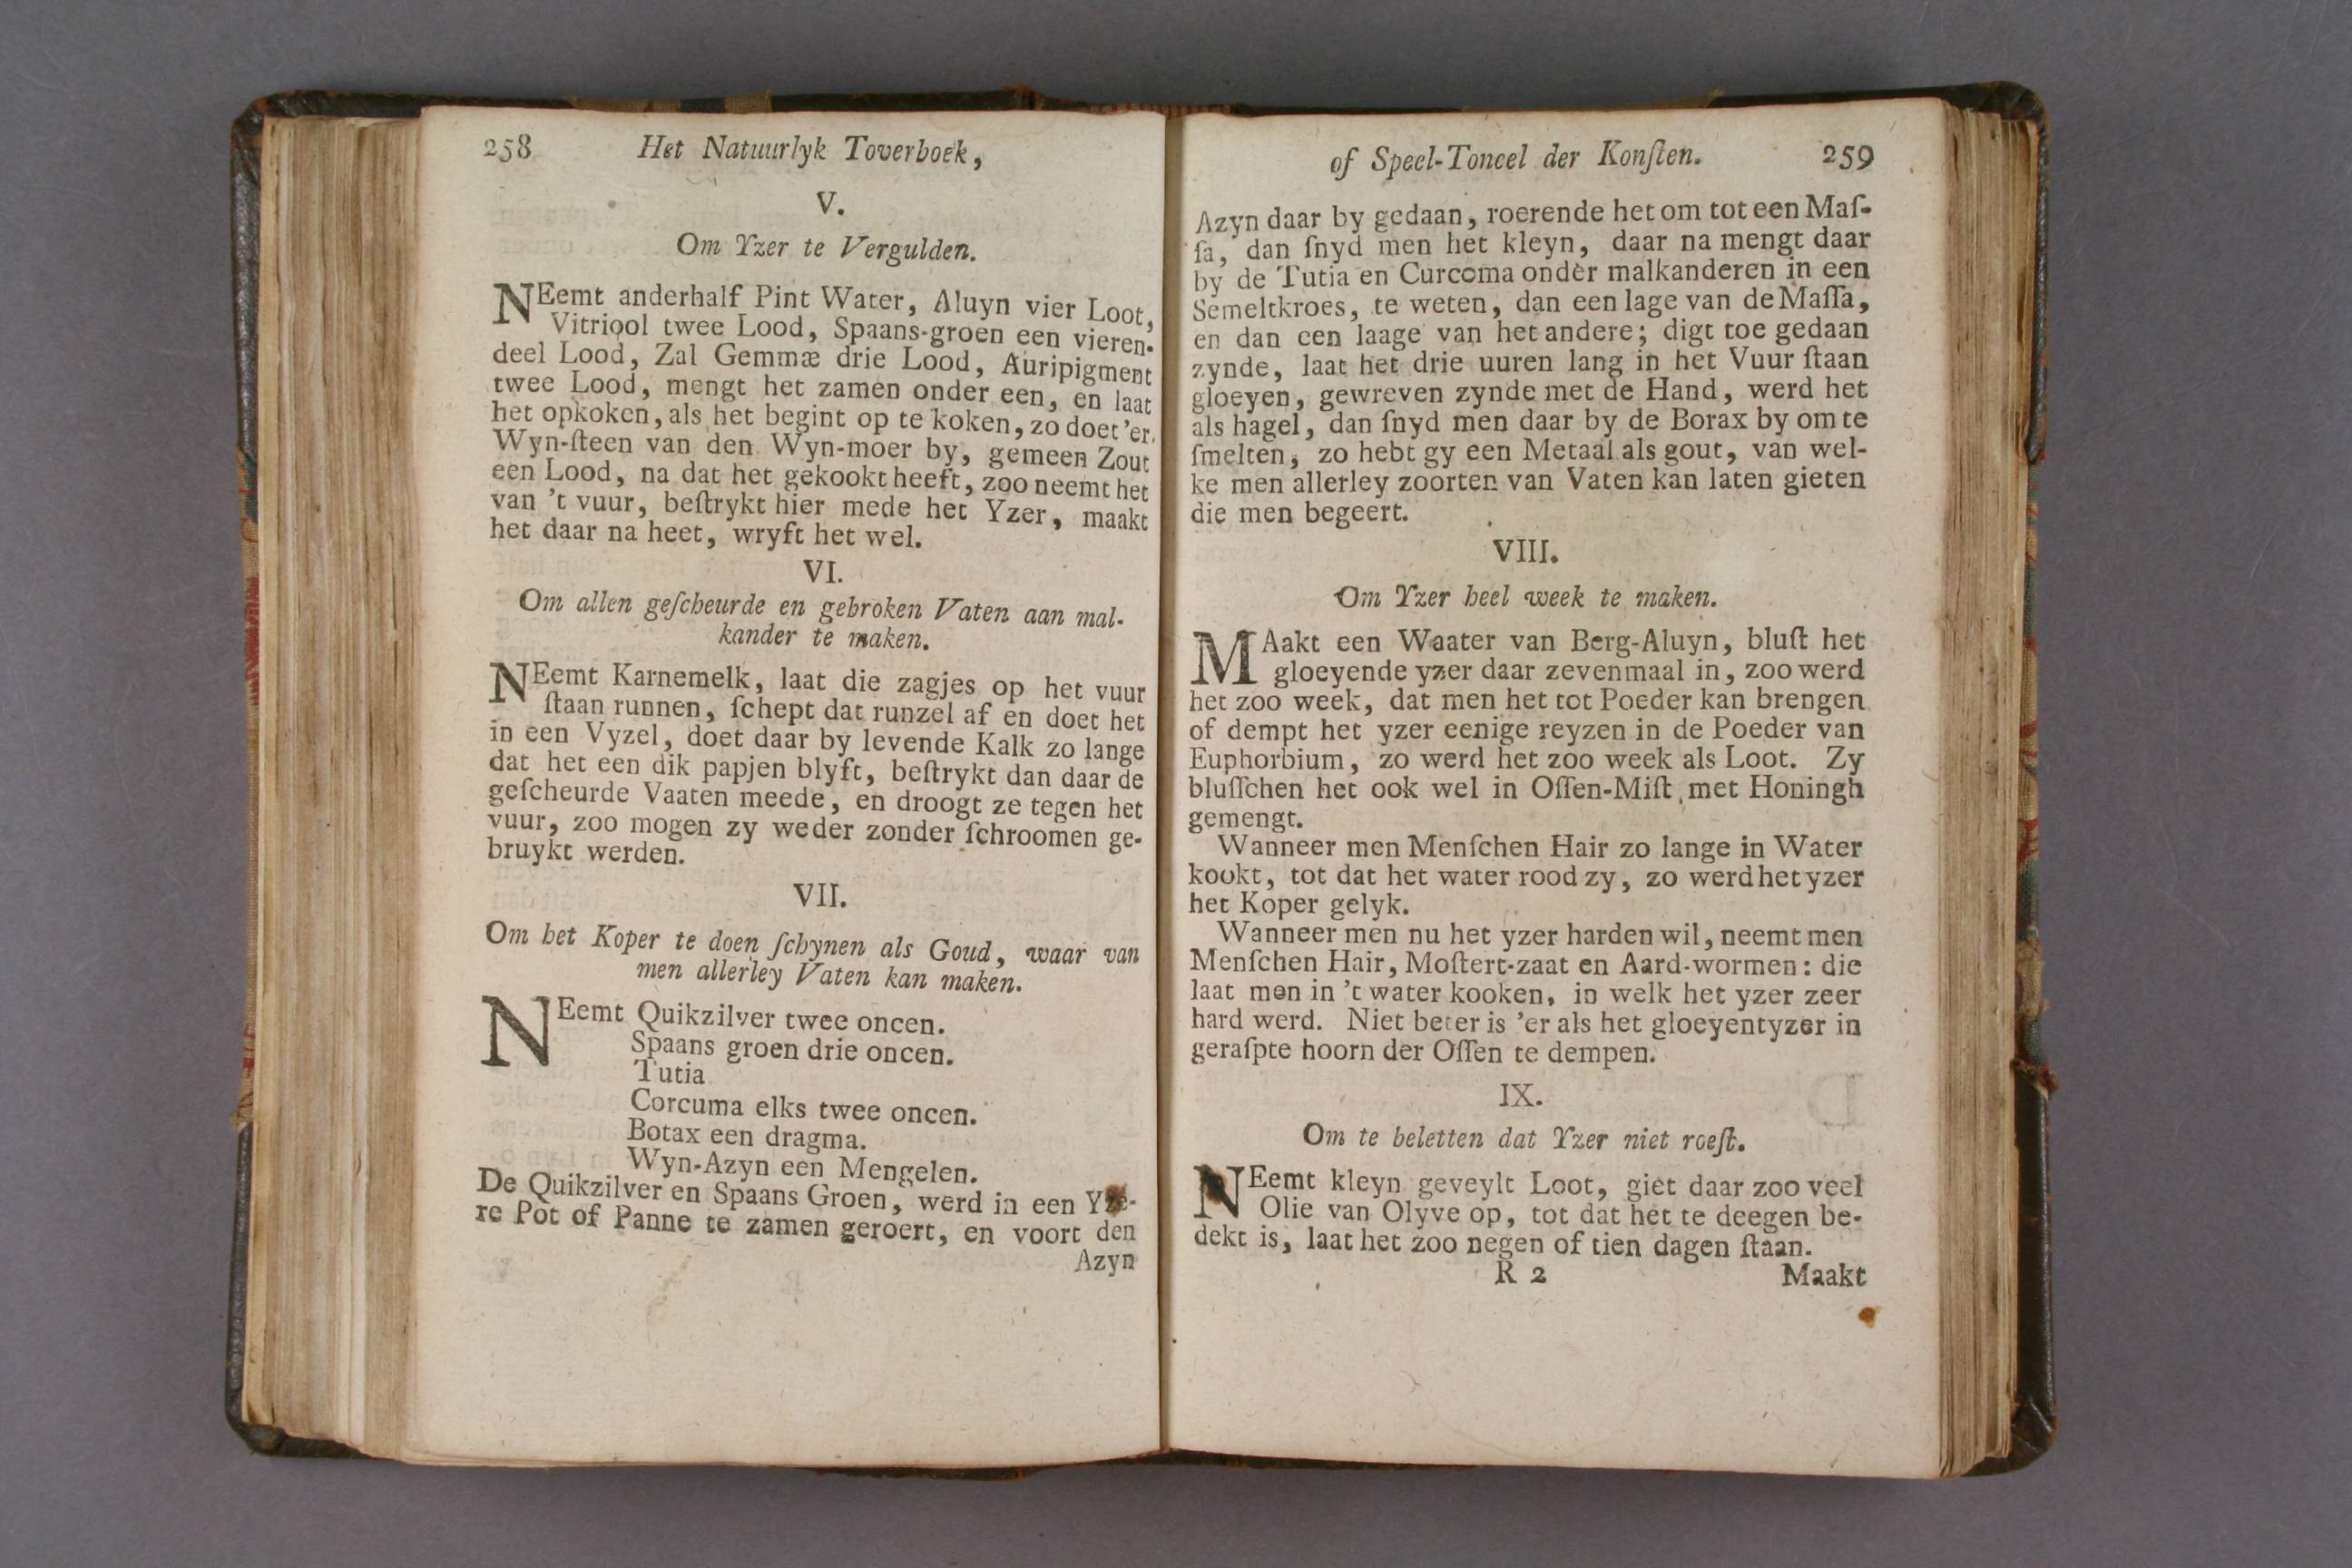 258 Het Natuurlyk Toverboek,
V.
Om Yzer te Vergulden.
NEemt anderhalf Pint Water, Aluyn vier Loot,
Vitriool twee Lood, Spaans-groen een vieren-
deel Lood, Zal Gemmæ drie Lood, Auripigment
twee Lood, mengt het zamen onder een, en laat
het opkoken, als het begint op te koken, zo doet 'er
Wyn-ſteen van den Wyn-moer by, gemeen Zout
een Lood, na dat het gekookt heeft, zoo neemt het
van 't vuur, beſtrykt hier mede het Yzer, maakt
het daar na heet, wryft het wel.
VI.
Om allen geſcheurde en gebroken Vaten aan mal-
kander te maken.
NEemt Karnemelk, laat die zagjes op het vuur
ſtaan runnen, ſchept dat runzel af en doet het
in een Vyzel, doet daar by levende Kalk zo lange
dat het een dik papjen blyft, beſtrykt dan daar de
geſcheurde Vaaten meede, en droogt ze tegen het
vuur, zoo mogen zy weder zonder ſchroomen ge-
bruykt werden.
VII.
Om het Koper te doen ſchynen als Goud, waar van
men allerley Vaten kan maken.
NEemt Quikzilver twee oncen.
Spaans groen drie oncen.
Tutia
Corcuma elks twee oncen.
Botax een dragma.
Wyn-Azyn een Mengelen.
De Quikzilver en Spaans Groen, werd in een Yze-
re Pot of Panne te zamen geroert, en voort den
Azyn
of Speel-Toneel der Konſten. 259
Azyn daar by gedaan, roerende het om tot een Maſ-
ſa, dan ſnyd men het kleyn, daar na mengt daar
by de Tutia en Curcoma onder malkanderen in een
Semeltkroes, te weten, dan een lage van de Maſſa,
en dan een laage van het andere; digt toe gedaan
zynde, laat het drie uuren lang in het Vuur ſtaan
gloeyen, gewreven zynde met de Hand, werd het
als hagel, dan ſnyd men daar by de Borax by om te
ſmelten, zo hebt gy een Metaal als gout, van wel-
ke men allerley zoorten van Vaten kan laten gieten
die men begeert.
VIII.
Om Yzer heel week te maken.
MAakt een Waater van Berg-Aluyn, bluſt het
gloeyende yzer daar zevenmaal in, zoo werd
het zoo week, dat men het tot Poeder kan brengen
of dempt het yzer eenige reyzen in de Poeder van
Euphorbium, zo werd het zoo week als Loot. Zy
bluſſchen het ook wel in Oſſen-Miſt met Honingh
gemengt.
Wanneer men Menſchen Hair zo lange in Water
kookt, tot dat het water rood zy, zo werd het yzer
het Koper gelyk.
Wanneer men nu het yzer harden wil, neemt men
Menſchen Hair, Moſtert-zaat en Aard-wormen: die
laat men in 't water kooken, in welk het yzer zeer
hard werd. Niet beter is 'er als het gloeyent yzer in
geraſpte hoorn der Oſſen te dempen.
IX.
Om te beletten dat Yzer niet roeſt.
NEemt kleyn geveylt Loot, giet daar zoo veel
Olie van Olyve op, tot dat het te deegen be-
dekt is, laat het zoo negen of tien dagen ſtaan.
R 2 Maakt